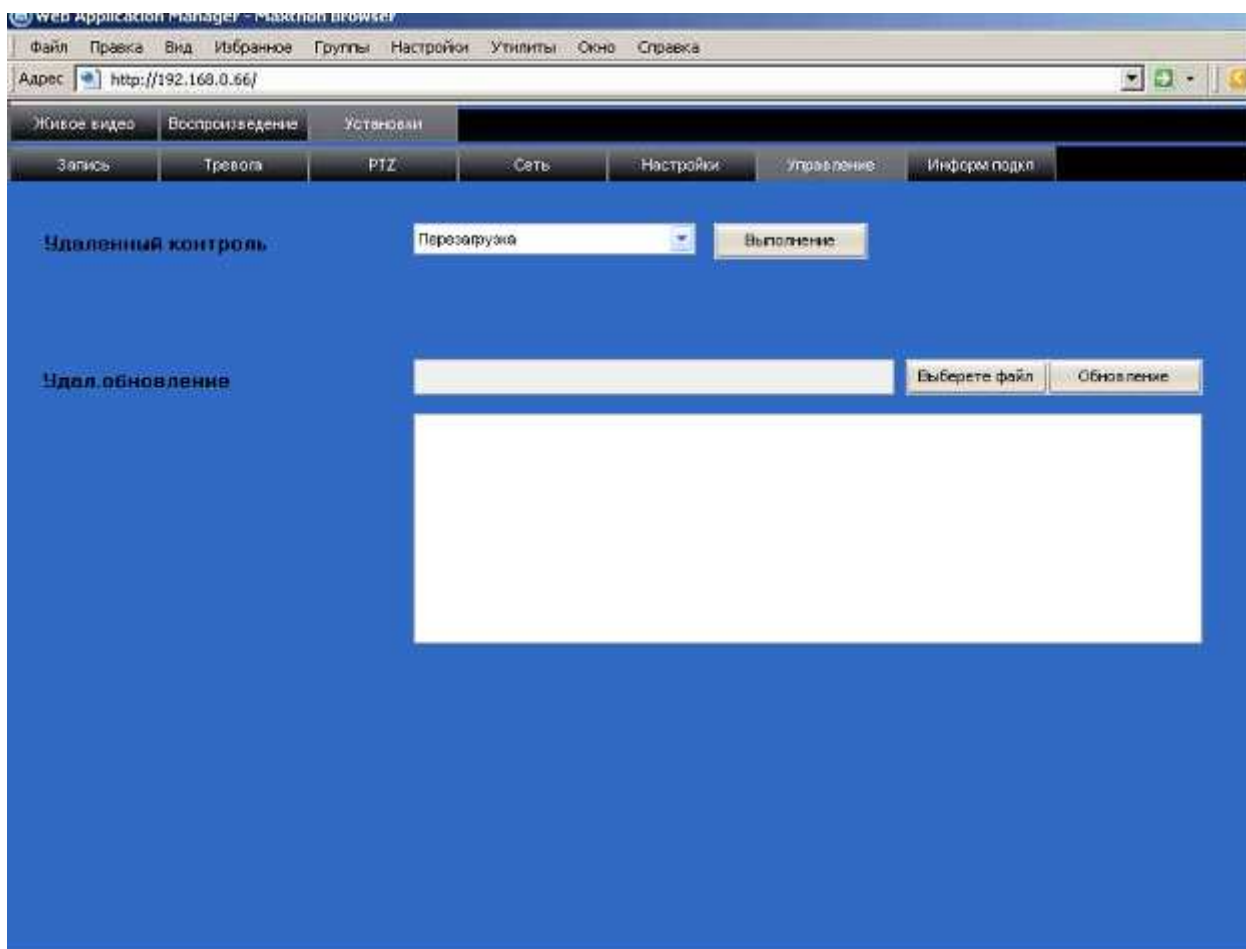 Web Application Manager - Maxthon Browser
Файл Правка Вид Избранное Группы Настройки Утилиты Окно Справка
Адрес http://192.168.0.66/
Живое видео Воспроизведение Установки
Запись Тревога PTZ Сеть Настройки Управление Информ подкл
Удаленный контроль Перезагрузка Выполнение
Удал.обновление Выберете файл Обновление